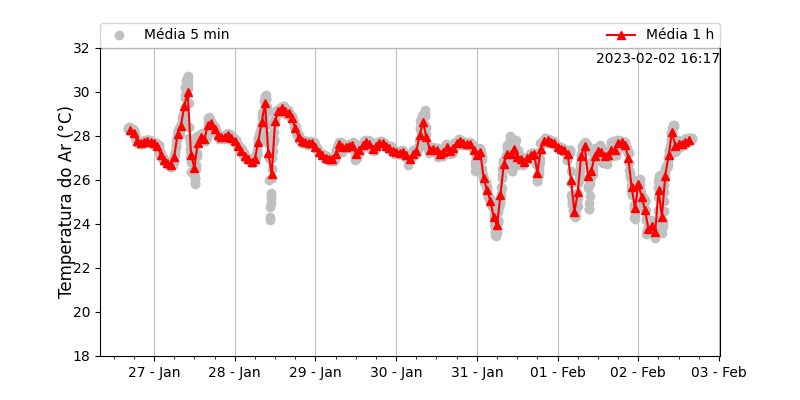 Média 5 min
Média 1 h
2023-02-02 16:17
Temperatura do Ar (°C)
32
30
28
26
24
22
20
18
27 - Jan
28 - Jan
29 - Jan
30 - Jan
31 - Jan
01 - Feb
02 - Feb
03 - Feb